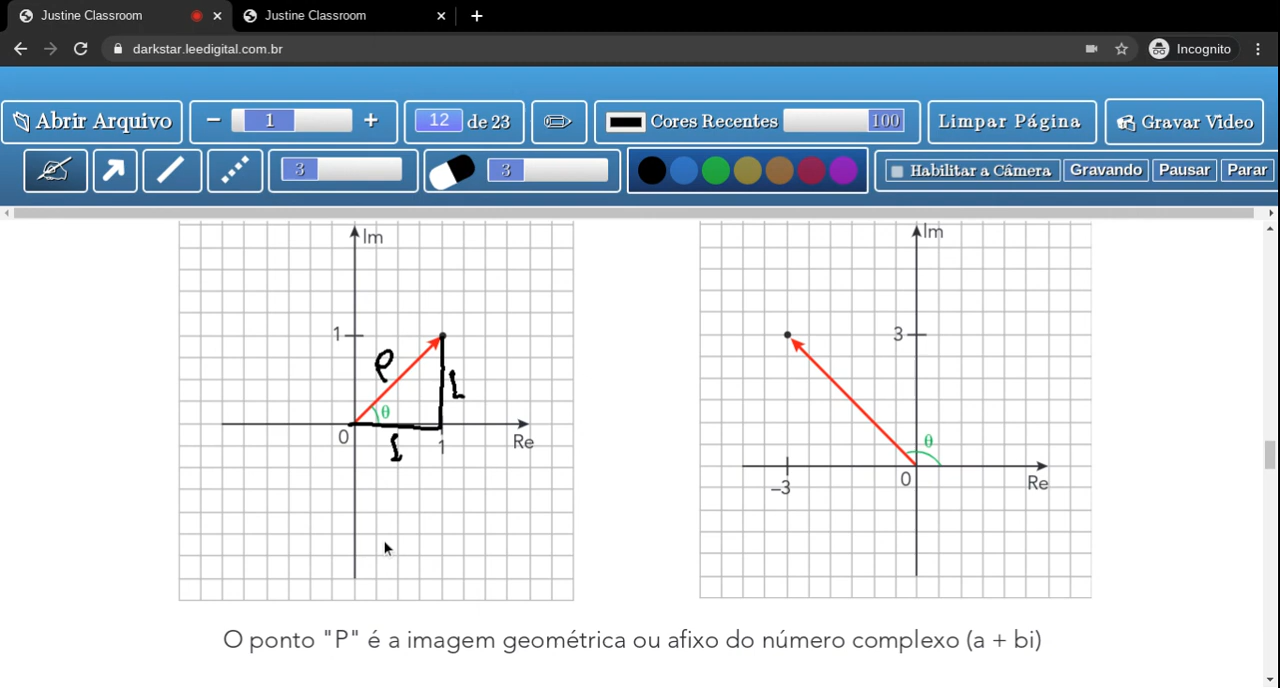 Justine Classroom
Justine Classroom
darkstar.leedigital.com.br
Incognito
Abrir Arquivo
− 1 +
12 de 23
Cores Recentes 100
Limpar Página
Gravar Video
3
3
Habilitar a Câmera
Gravando
Pausar
Parar
Im
1
ρ
θ
1
0
1
1
Re
Im
3
θ
0
−3
Re
O ponto "P" é a imagem geométrica ou afixo do número complexo (a + bi)